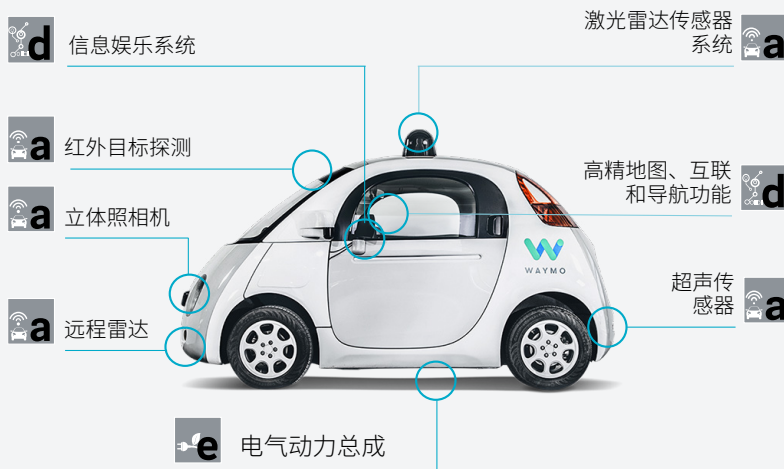 d 信息娱乐系统
激光雷达传感器
系统 a
a 红外目标探测
高精地图、互联
和导航功能 d
a 立体照相机
WAYMO
超声传
感器 a
a 远程雷达
e 电气动力总成